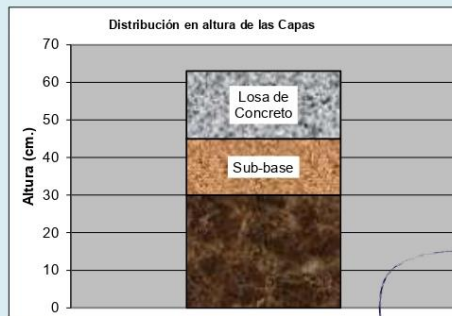 Distribución en altura de las Capas
70
60
50
40
30
20
10
0
Altura (cm.)
Losa de
Concreto
Sub-base